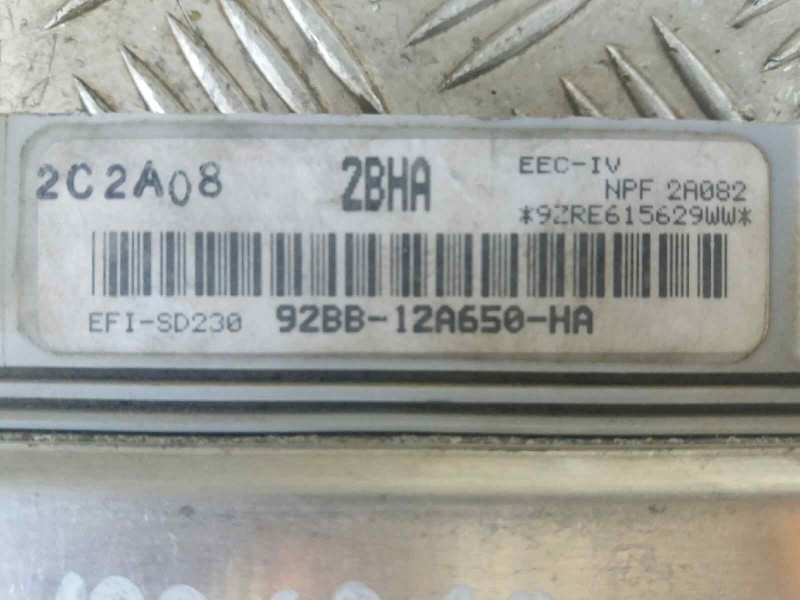 2C2A08 2BHA EEC-IV
NPF 2A082
*9ZRE615629WW*
EFI-SD230 92BB-12A650-HA